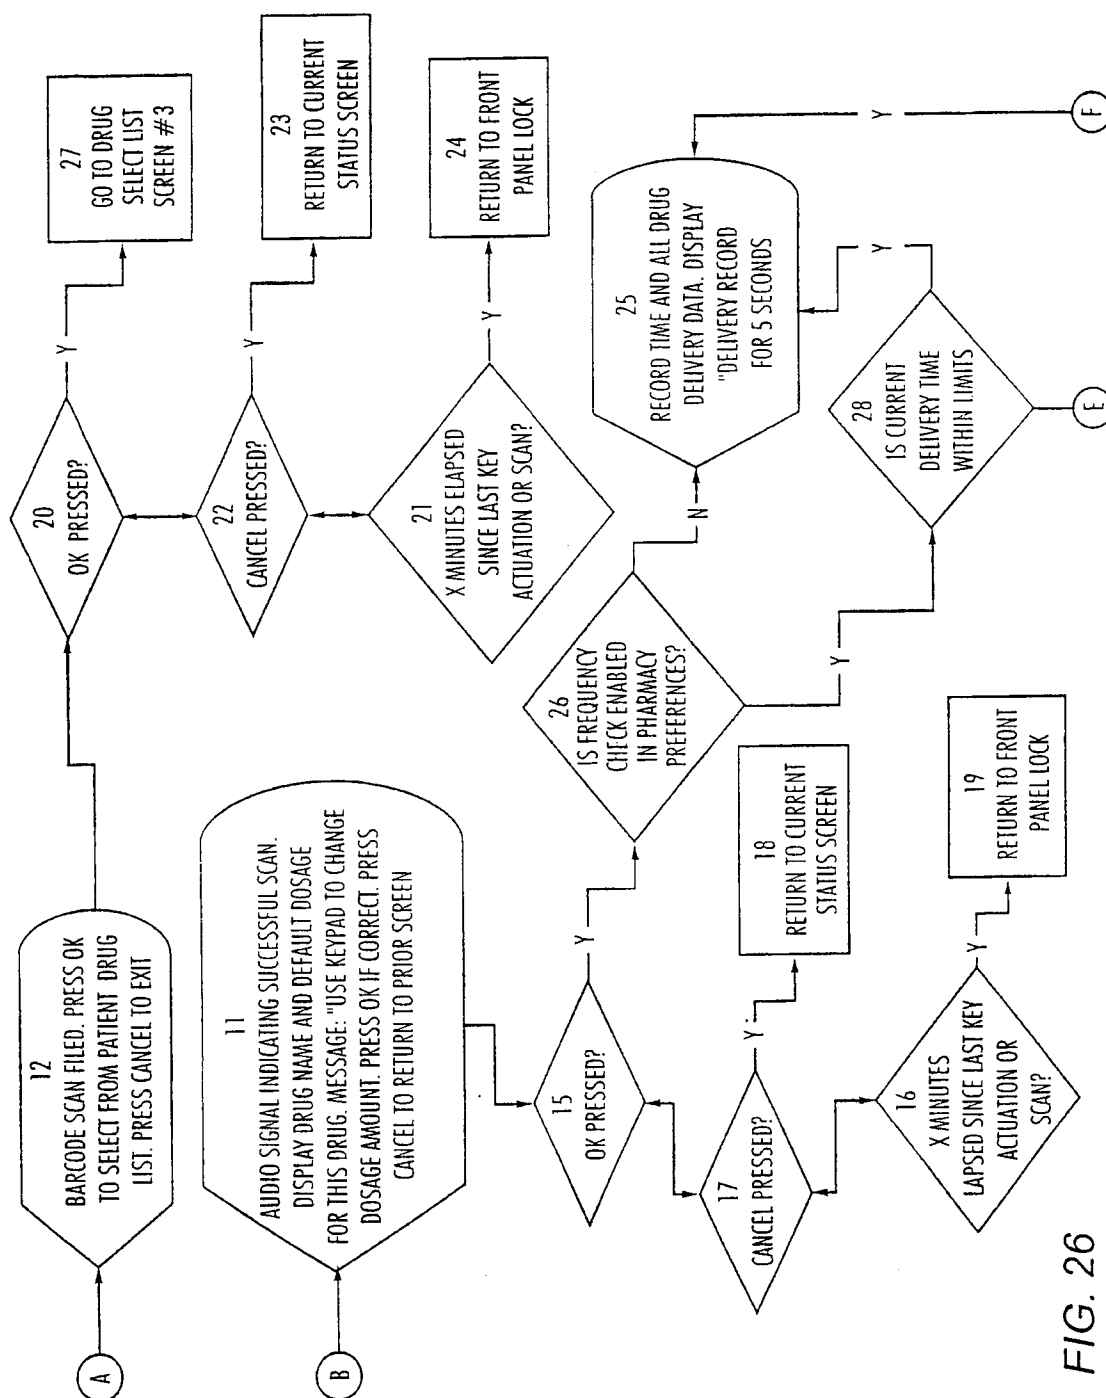 A
12
BARCODE SCAN FILED. PRESS OK
TO SELECT FROM PATIENT DRUG
LIST. PRESS CANCEL TO EXIT
20
OK PRESSED?
Y
27
GO TO DRUG
SELECT LIST
SCREEN #3
22
CANCEL PRESSED?
Y
23
RETURN TO CURRENT
STATUS SCREEN
21
X MINUTES ELAPSED
SINCE LAST KEY
ACTUATION OR SCAN?
Y
24
RETURN TO FRONT
PANEL LOCK
B
11
AUDIO SIGNAL INDICATING SUCCESSFUL SCAN.
DISPLAY DRUG NAME AND DEFAULT DOSAGE
FOR THIS DRUG. MESSAGE: "USE KEYPAD TO CHANGE
DOSAGE AMOUNT. PRESS OK IF CORRECT. PRESS
CANCEL TO RETURN TO PRIOR SCREEN
15
OK PRESSED?
Y
26
IS FREQUENCY
CHECK ENABLED
IN PHARMACY
PREFERENCES?
N
25
RECORD TIME AND ALL DRUG
DELIVERY DATA. DISPLAY
"DELIVERY RECORD
FOR 5 SECONDS
Y
F
Y
28
IS CURRENT
DELIVERY TIME
WITHIN LIMITS
Y
E
17
CANCEL PRESSED?
Y
18
RETURN TO CURRENT
STATUS SCREEN
16
X MINUTES
LAPSED SINCE LAST KEY
ACTUATION OR
SCAN?
Y
19
RETURN TO FRONT
PANEL LOCK
FIG. 26